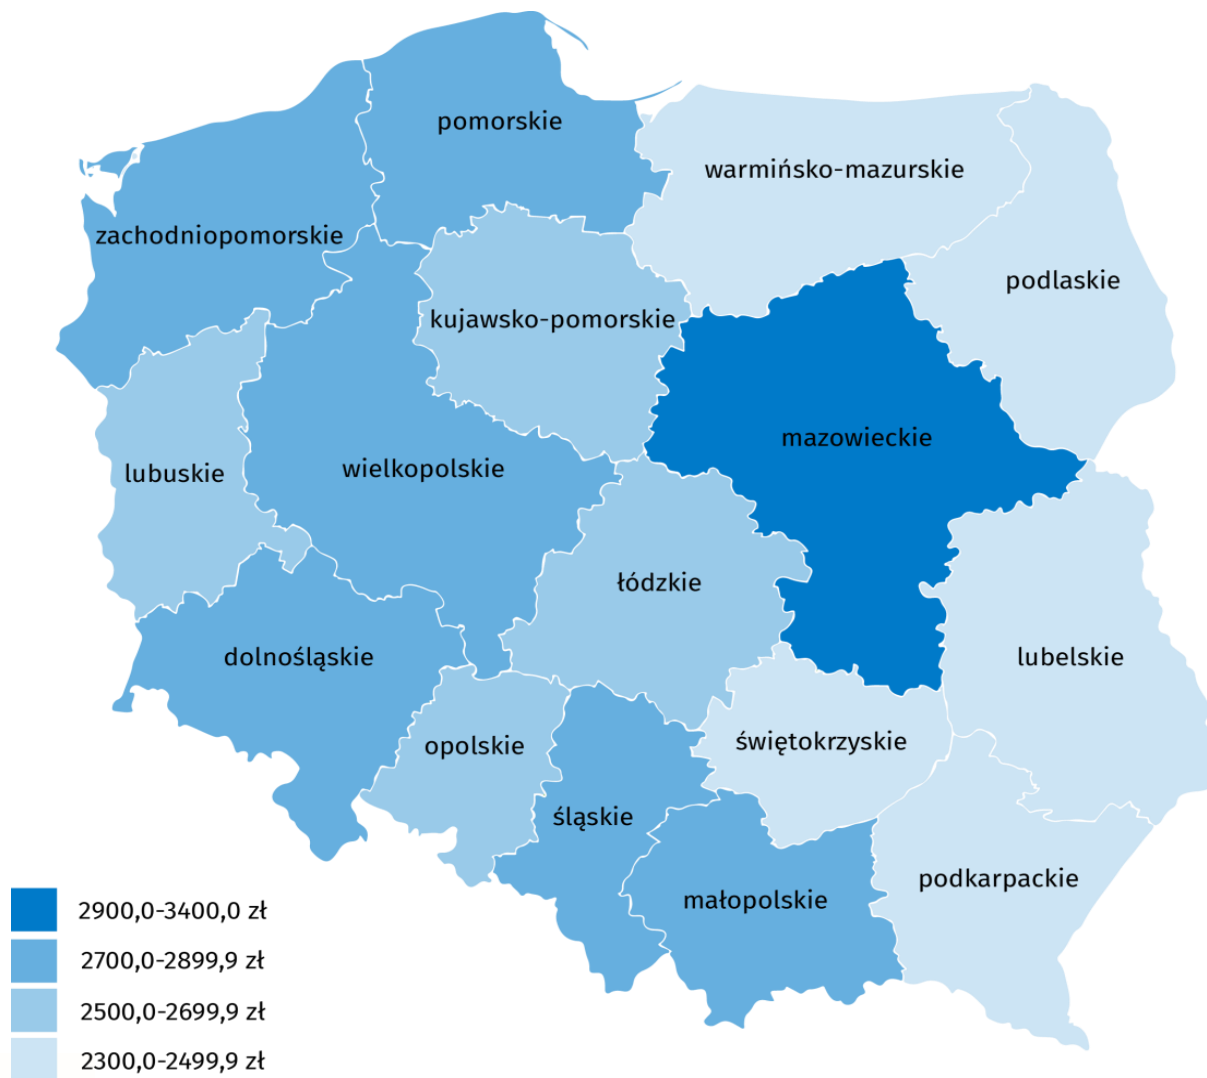 pomorskie
warmińsko-mazurskie
zachodniopomorskie
podlaskie
kujawsko-pomorskie
mazowieckie
lubuskie
wielkopolskie
łódzkie
dolnośląskie
lubelskie
opolskie
świętokrzyskie
śląskie
podkarpackie
małopolskie
2900,0-3400,0 zł
2700,0-2899,9 zł
2500,0-2699,9 zł
2300,0-2499,9 zł